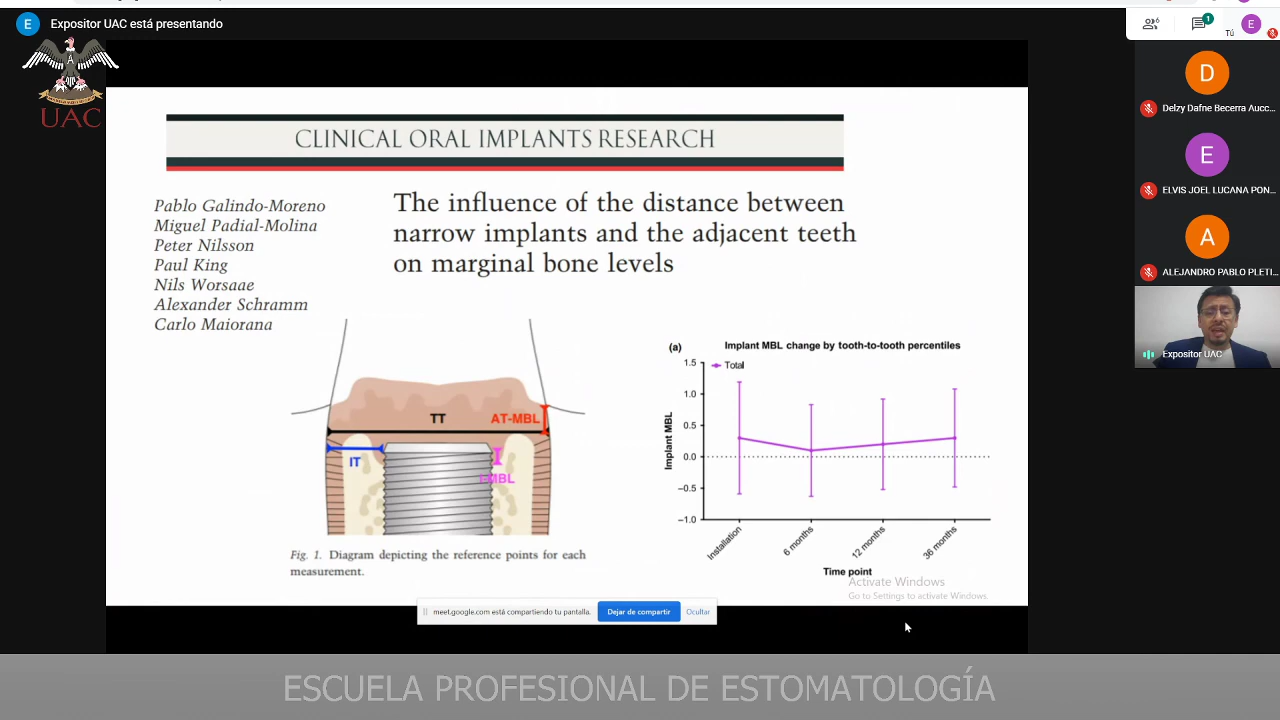 E Expositor UAC está presentando
6
1
Tú
E
UAC
CLINICAL ORAL IMPLANTS RESEARCH
Pablo Galindo-Moreno
Miguel Padial-Molina
Peter Nilsson
Paul King
Nils Worsaae
Alexander Schramm
Carlo Maiorana
The influence of the distance between
narrow implants and the adjacent teeth
on marginal bone levels
TT
AT-MBL
IT
I-MBL
Fig. 1. Diagram depicting the reference points for each
measurement.
(a)
Implant MBL change by tooth-to-tooth percentiles
Total
Implant MBL
1.5
1.0
0.5
0.0
−0.5
−1.0
Installation
6 months
12 months
36 months
Time point
Activate Windows
Go to Settings to activate Windows.
meet.google.com está compartiendo tu pantalla.
Dejar de compartir
Ocultar
D
Delzy Dafne Becerra Aucc...
E
ELVIS JOEL LUCANA PON...
A
ALEJANDRO PABLO PLETI...
Expositor UAC
ESCUELA PROFESIONAL DE ESTOMATOLOGÍA